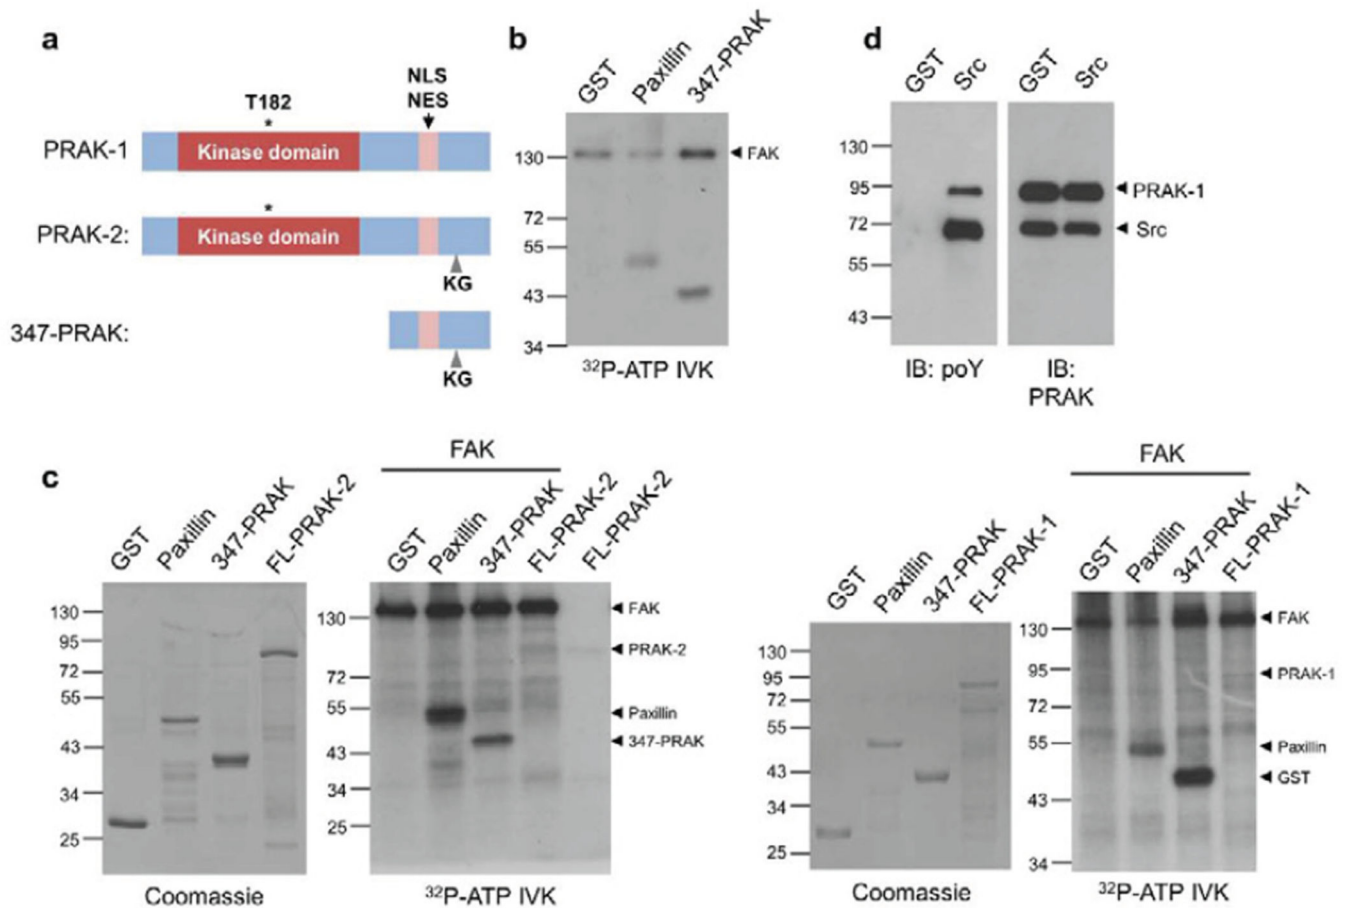 a
NLS
NES
T182
*
PRAK-1
Kinase domain
*
PRAK-2:
Kinase domain
KG
347-PRAK:
KG
b
GST
Paxillin
347-PRAK
130
FAK
72
55
43
34
32P-ATP IVK
d
GST
Src
GST
Src
130
95
PRAK-1
72
Src
55
43
IB: poY
IB:
PRAK
c
GST
Paxillin
347-PRAK
FL-PRAK-2
130
95
72
55
43
34
25
Coomassie
FAK
GST
Paxillin
347-PRAK
FL-PRAK-2
FL-PRAK-2
FAK
130
PRAK-2
72
55
Paxillin
347-PRAK
43
34
25
32P-ATP IVK
GST
Paxillin
347-PRAK
FL-PRAK-1
130
95
72
55
43
34
25
Coomassie
FAK
GST
Paxillin
347-PRAK
FL-PRAK-1
FAK
130
95
PRAK-1
72
55
Paxillin
GST
43
34
32P-ATP IVK